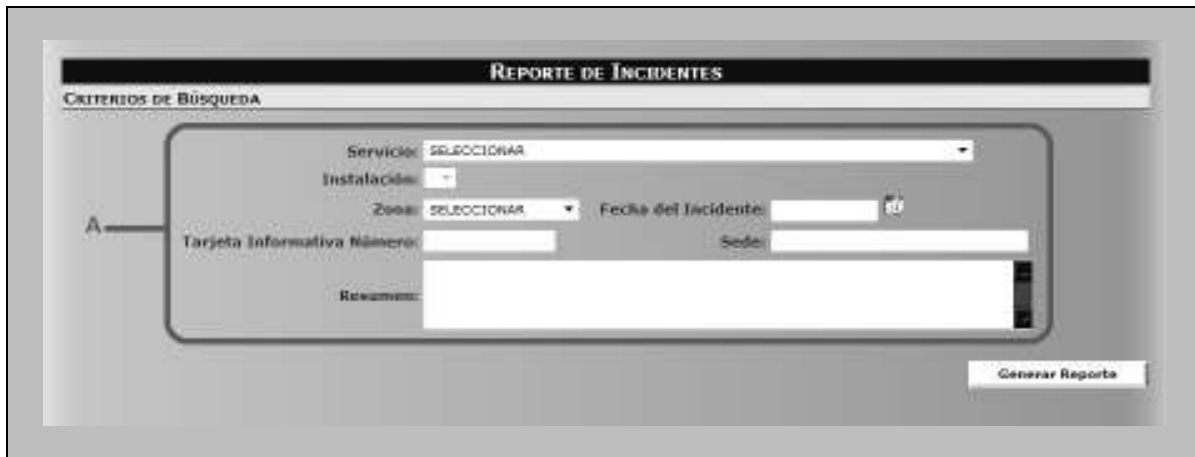 REPORTE DE INCIDENTES
CRITERIOS DE BÚSQUEDA
Servicio: SELECCIONAR
Instalación:
Zona: SELECCIONAR Fecha del Incidente:
A
Tarjeta Informativa Número: Sede:
Resumen:
Generar Reporte